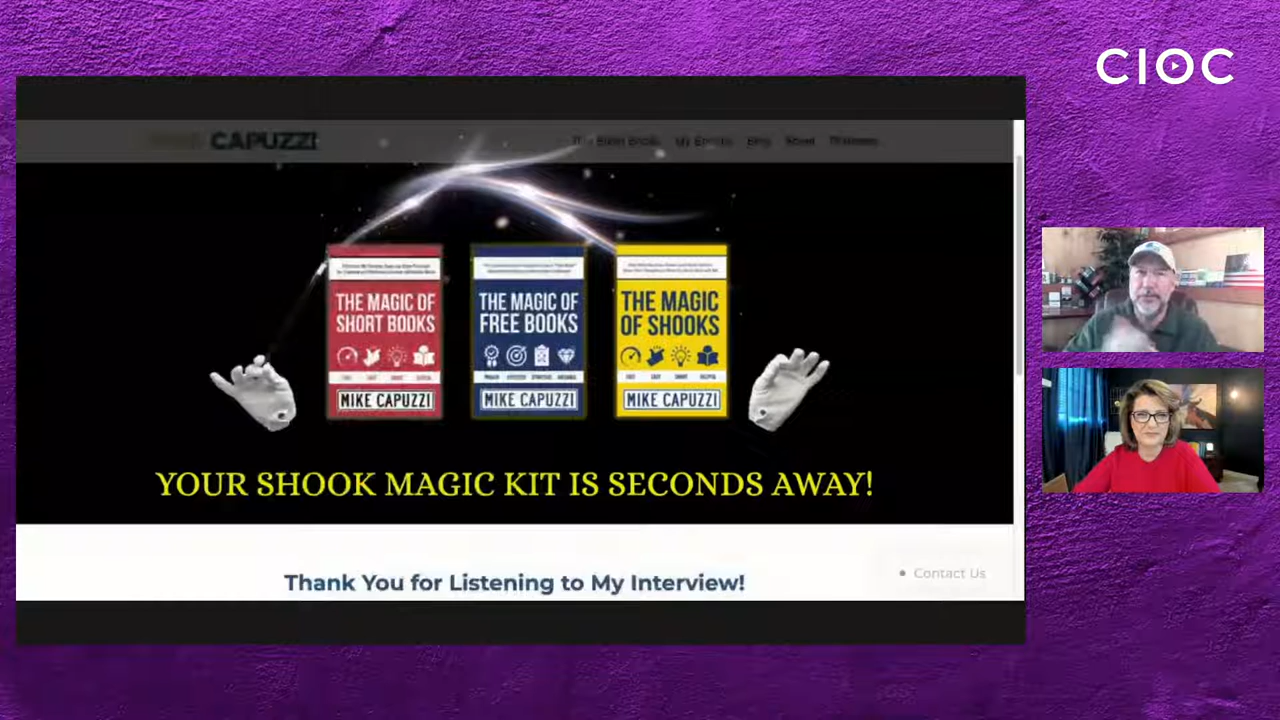 CIOC
CAPUZZI
THE MAGIC OF
SHORT BOOKS
MIKE CAPUZZI
THE MAGIC OF
FREE BOOKS
MIKE CAPUZZI
THE MAGIC
OF SHOOKS
MIKE CAPUZZI
YOUR SHOOK MAGIC KIT IS SECONDS AWAY!
Thank You for Listening to My Interview!
Contact Us